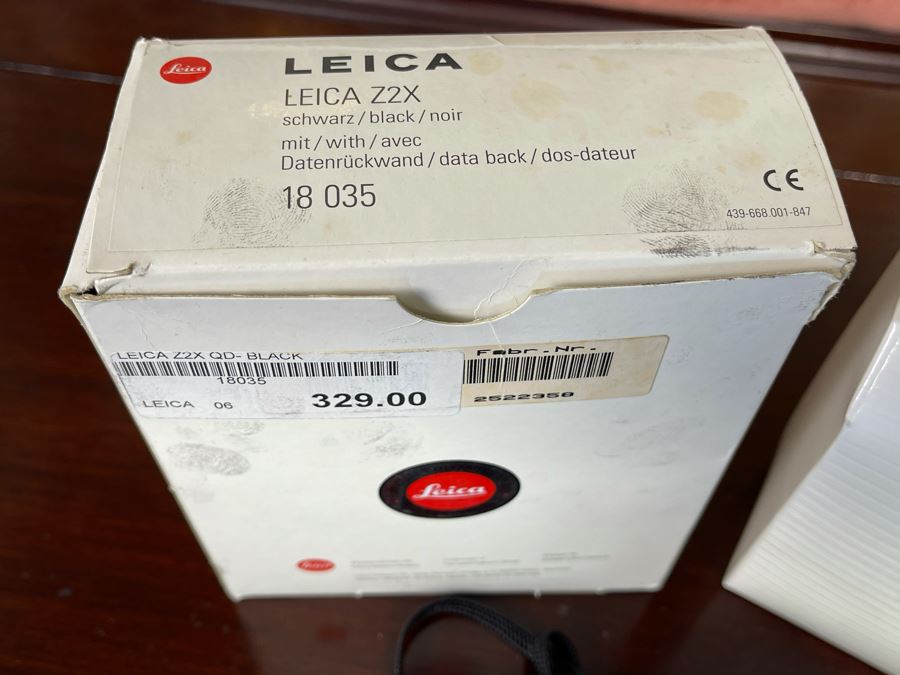 Leica
LEICA
LEICA Z2X
schwarz / black / noir
mit / with / avec
Datenrückwand / data back / dos-dateur
18 035
CE
439-668.001-847
LEICA Z2X QD- BLACK
18035
LEICA 06 329.00
Fabr.Nr.
2522358
Leica
Leica